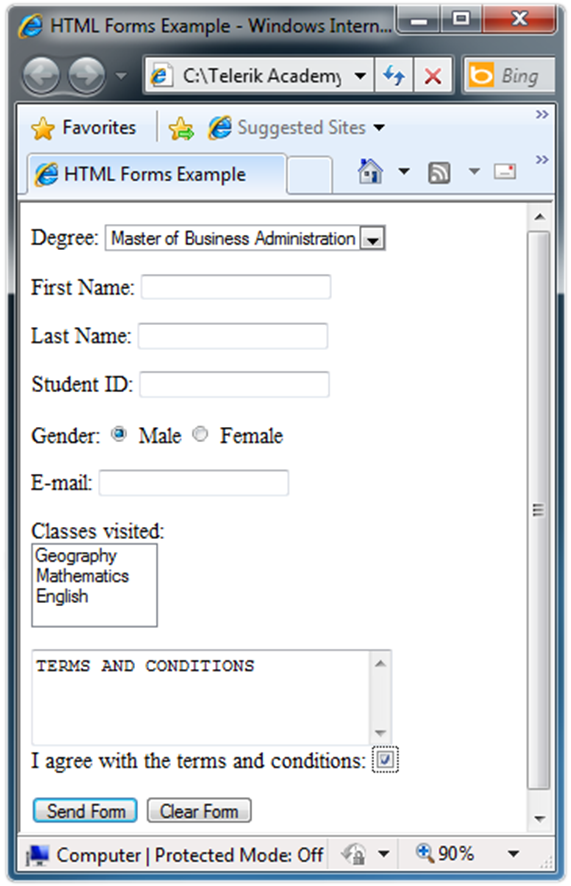 HTML Forms Example - Windows Intern...
C:\Telerik Academy
Bing
Favorites
Suggested Sites
HTML Forms Example
Degree: Master of Business Administration
First Name:
Last Name:
Student ID:
Gender: Male Female
E-mail:
Classes visited:
Geography
Mathematics
English
TERMS AND CONDITIONS
I agree with the terms and conditions:
Send Form Clear Form
Computer | Protected Mode: Off 90%